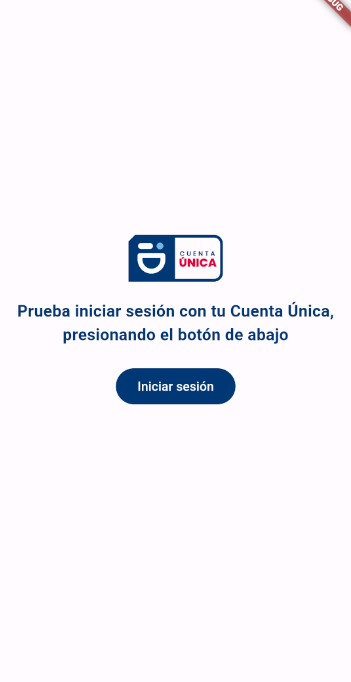 CUENTA
ÚNICA
Prueba iniciar sesión con tu Cuenta Única,
presionando el botón de abajo
Iniciar sesión